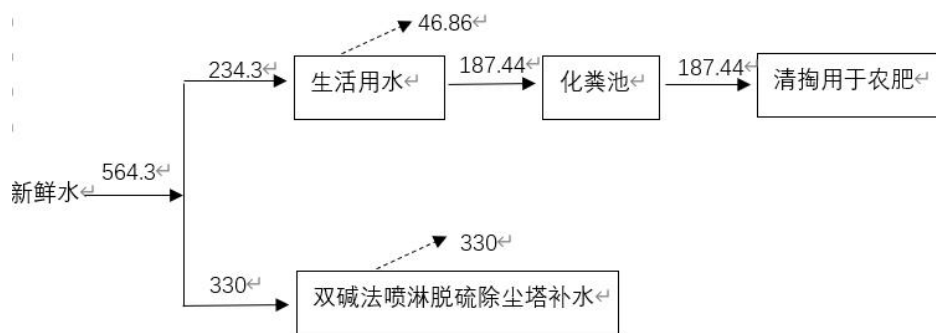 46.86
234.3
生活用水
187.44
化粪池
187.44
清掏用于农肥
新鲜水
564.3
330
330
双碱法喷淋脱硫除尘塔补水